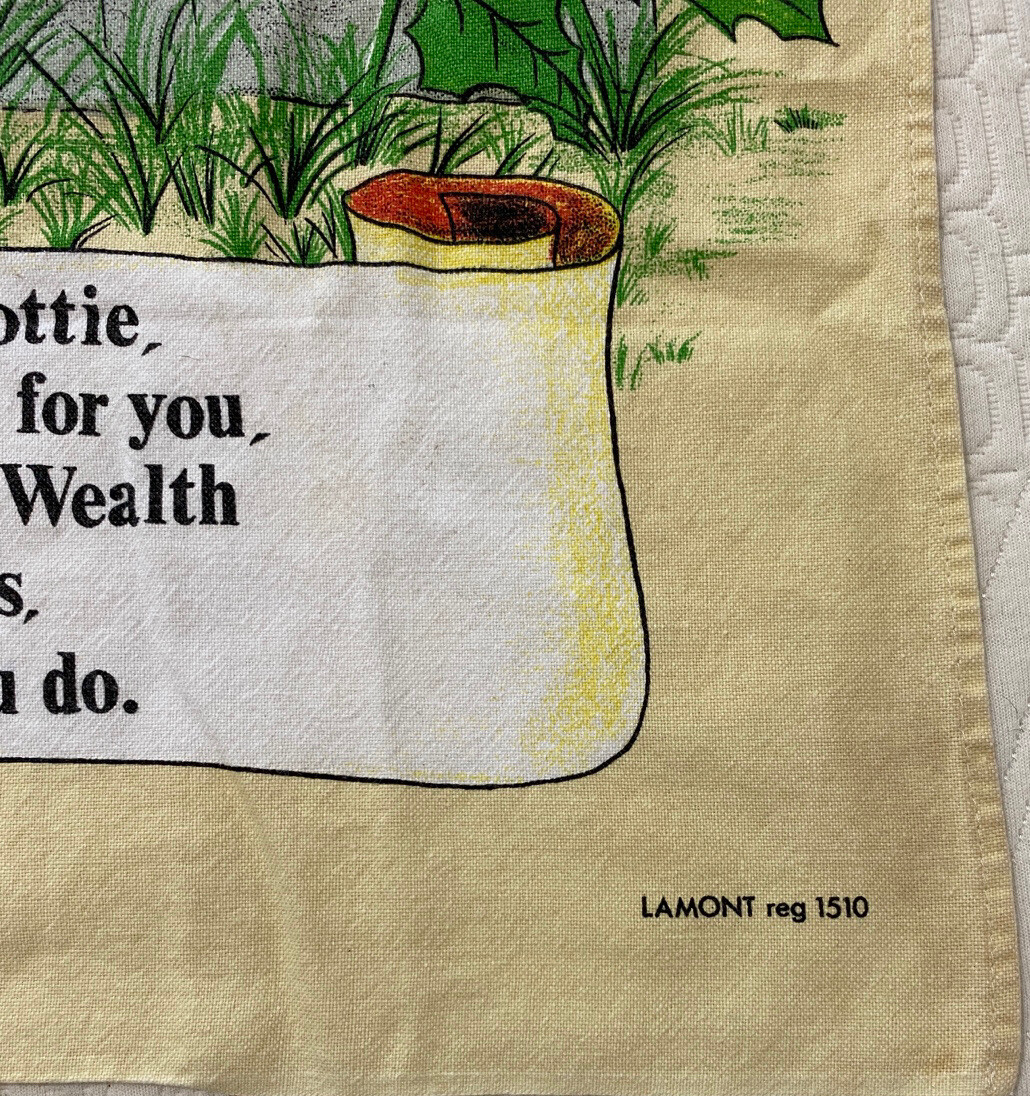 ottie,
for you,
Wealth
s,
u do.
LAMONT reg 1510